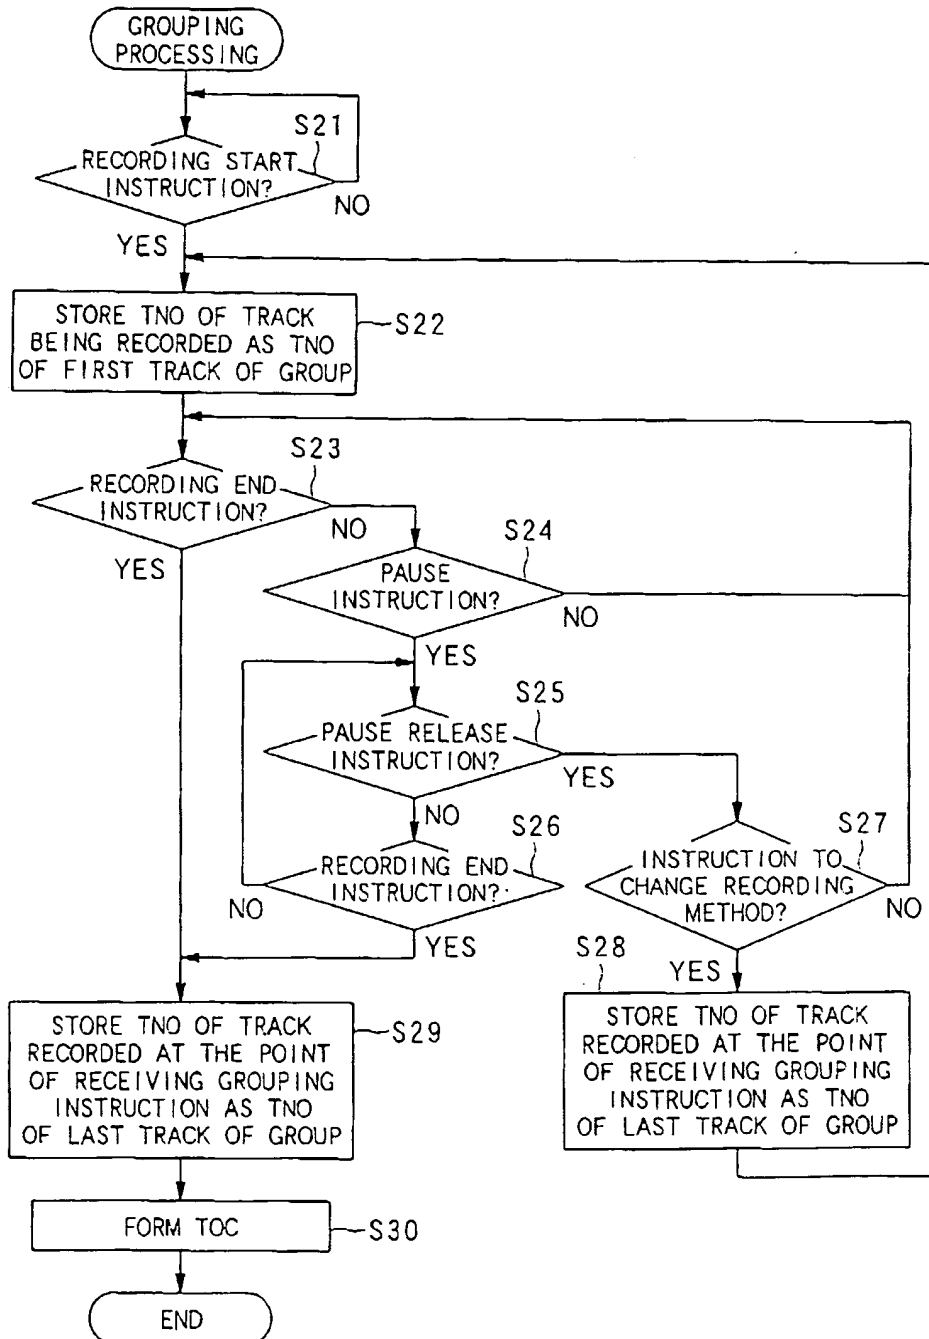 GROUPING
PROCESSING
S21
RECORDING START
INSTRUCTION?
NO
YES
STORE TNO OF TRACK
BEING RECORDED AS TNO
OF FIRST TRACK OF GROUP
S22
S23
RECORDING END
INSTRUCTION?
NO
YES
S24
PAUSE
INSTRUCTION?
NO
YES
S25
PAUSE RELEASE
INSTRUCTION?
YES
NO
S26
RECORDING END
INSTRUCTION?
NO
YES
S27
INSTRUCTION TO
CHANGE RECORDING
METHOD?
NO
YES
S28
STORE TNO OF TRACK
RECORDED AT THE POINT
OF RECEIVING GROUPING
INSTRUCTION AS TNO
OF LAST TRACK OF GROUP
STORE TNO OF TRACK
RECORDED AT THE POINT
OF RECEIVING GROUPING
INSTRUCTION AS TNO
OF LAST TRACK OF GROUP
S29
FORM TOC
S30
END